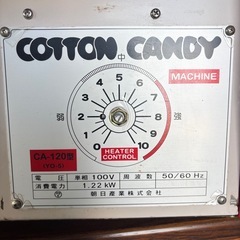 COTTON CANDY
中
MACHINE
弱 強
0 1 2 3 4 5 6 7 8 9 10
HEATER
CONTROL
CA-120型
電圧 単相 100V 周波数 50/60 Hz
消費電力 1.22 kW
朝日産業株式会社